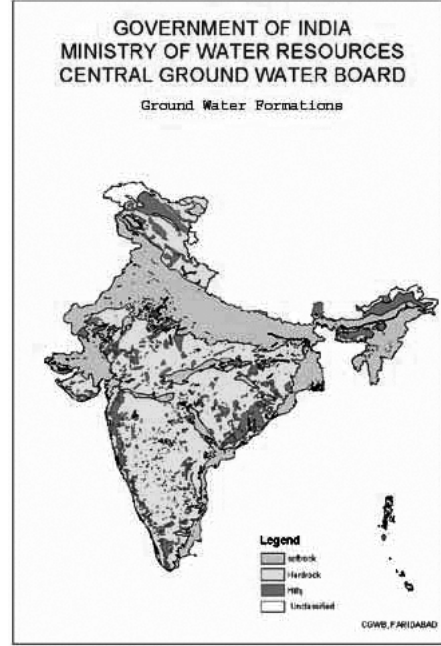 GOVERNMENT OF INDIA
MINISTRY OF WATER RESOURCES
CENTRAL GROUND WATER BOARD
Ground Water Formations
Legend
Hardrock
Hilly
Unclassified
CGWB, FARIDABAD